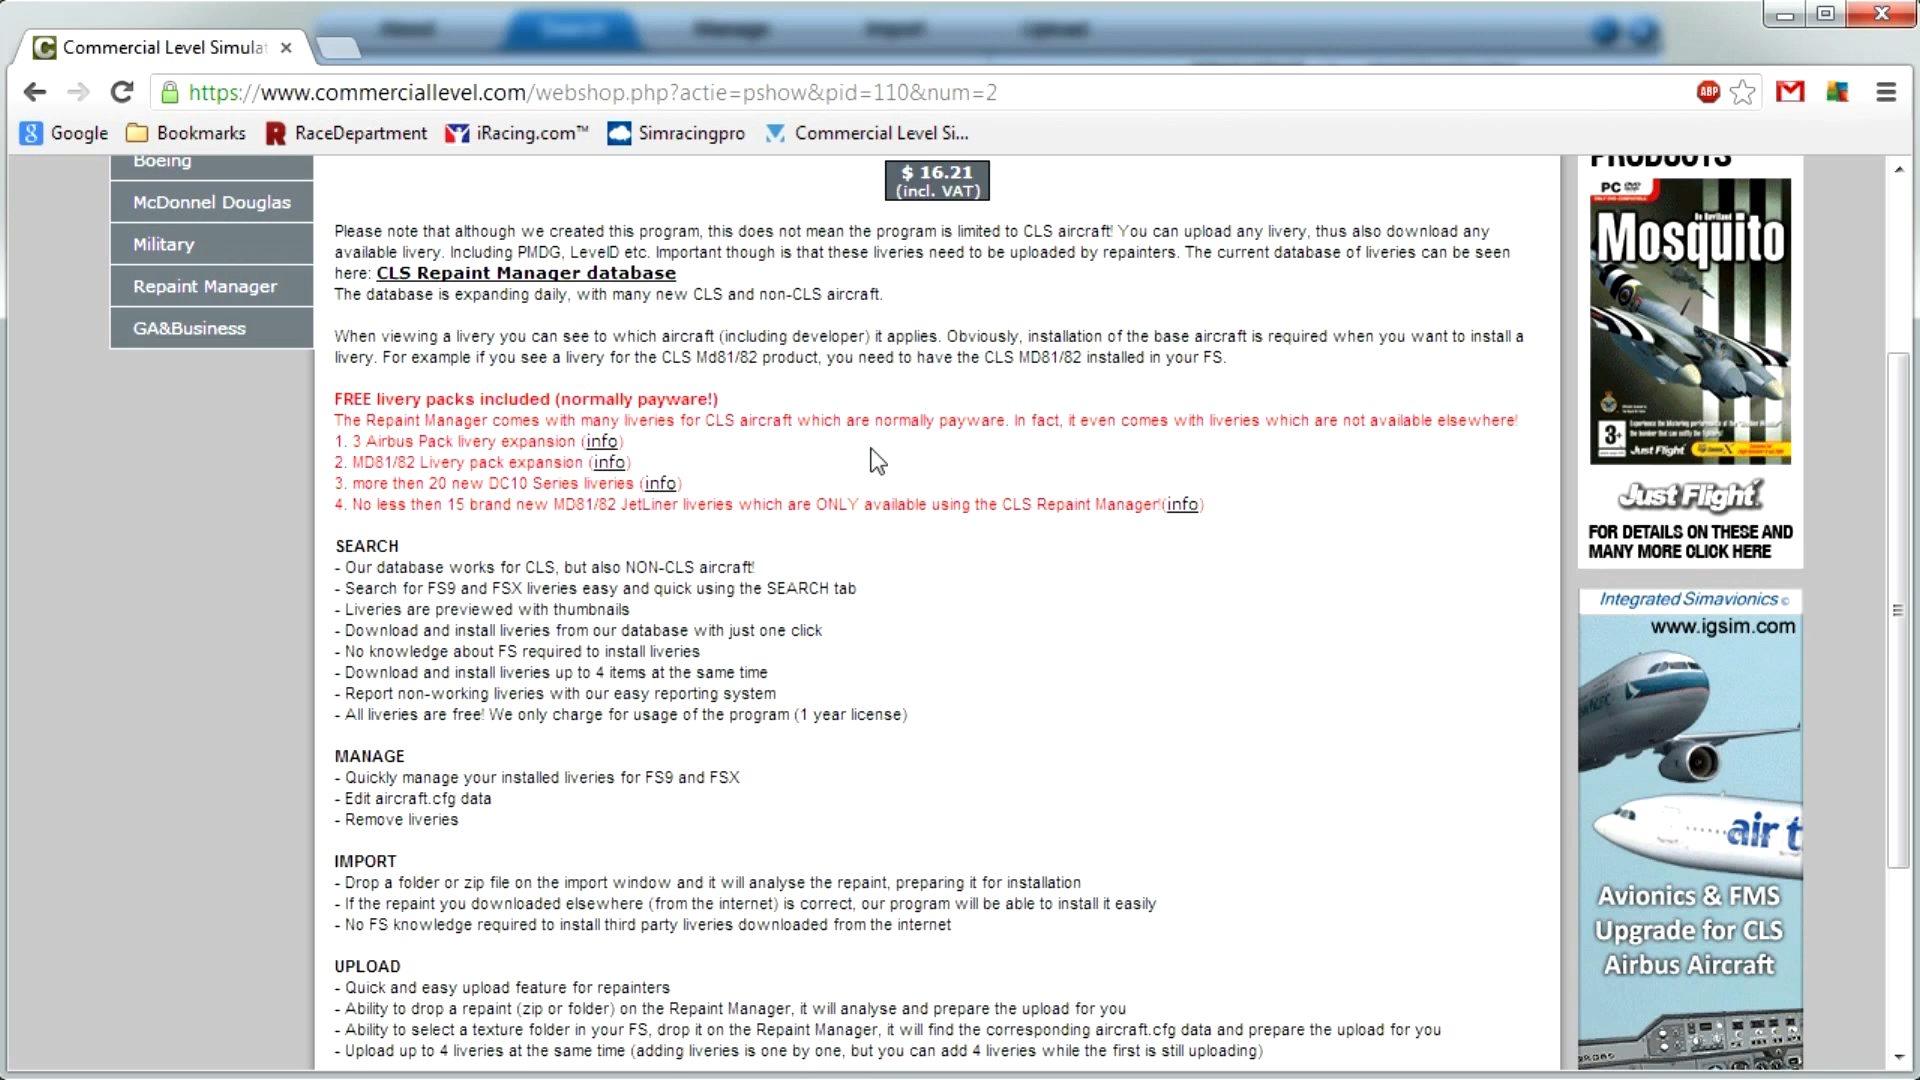 About
Search
Manage
Import
Upload
Commercial Level Simulat
https://www.commerciallevel.com/webshop.php?actie=pshow&pid=110&num=2
ABP
Google
Bookmarks
RaceDepartment
iRacing.com™
Simracingpro
Commercial Level Si...
Boeing
McDonnel Douglas
Military
Repaint Manager
GA&Business
$ 16.21
(incl. VAT)
Please note that although we created this program, this does not mean the program is limited to CLS aircraft! You can upload any livery, thus also download any
available livery. Including PMDG, LevelD etc. Important though is that these liveries need to be uploaded by repainters. The current database of liveries can be seen
here: CLS Repaint Manager database
The database is expanding daily, with many new CLS and non-CLS aircraft.
When viewing a livery you can see to which aircraft (including developer) it applies. Obviously, installation of the base aircraft is required when you want to install a
livery. For example if you see a livery for the CLS Md81/82 product, you need to have the CLS MD81/82 installed in your FS.
FREE livery packs included (normally payware!)
The Repaint Manager comes with many liveries for CLS aircraft which are normally payware. In fact, it even comes with liveries which are not available elsewhere!
1. 3 Airbus Pack livery expansion (info)
2. MD81/82 Livery pack expansion (info)
3. more then 20 new DC10 Series liveries (info)
4. No less then 15 brand new MD81/82 JetLiner liveries which are ONLY available using the CLS Repaint Manager!(info)
SEARCH
- Our database works for CLS, but also NON-CLS aircraft!
- Search for FS9 and FSX liveries easy and quick using the SEARCH tab
- Liveries are previewed with thumbnails
- Download and install liveries from our database with just one click
- No knowledge about FS required to install liveries
- Download and install liveries up to 4 items at the same time
- Report non-working liveries with our easy reporting system
- All liveries are free! We only charge for usage of the program (1 year license)
MANAGE
- Quickly manage your installed liveries for FS9 and FSX
- Edit aircraft.cfg data
- Remove liveries
IMPORT
- Drop a folder or zip file on the import window and it will analyse the repaint, preparing it for installation
- If the repaint you downloaded elsewhere (from the internet) is correct, our program will be able to install it easily
- No FS knowledge required to install third party liveries downloaded from the internet
UPLOAD
- Quick and easy upload feature for repainters
- Ability to drop a repaint (zip or folder) on the Repaint Manager, it will analyse and prepare the upload for you
- Ability to select a texture folder in your FS, drop it on the Repaint Manager, it will find the corresponding aircraft.cfg data and prepare the upload for you
- Upload up to 4 liveries at the same time (adding liveries is one by one, but you can add 4 liveries while the first is still uploading)
PRODUCTS
PC DVD
Mosquito
3+
Just Flight
Just Flight
FOR DETAILS ON THESE AND
MANY MORE CLICK HERE
Integrated Simavionics ©
www.igsim.com
air t
Avionics & FMS
Upgrade for CLS
Airbus Aircraft